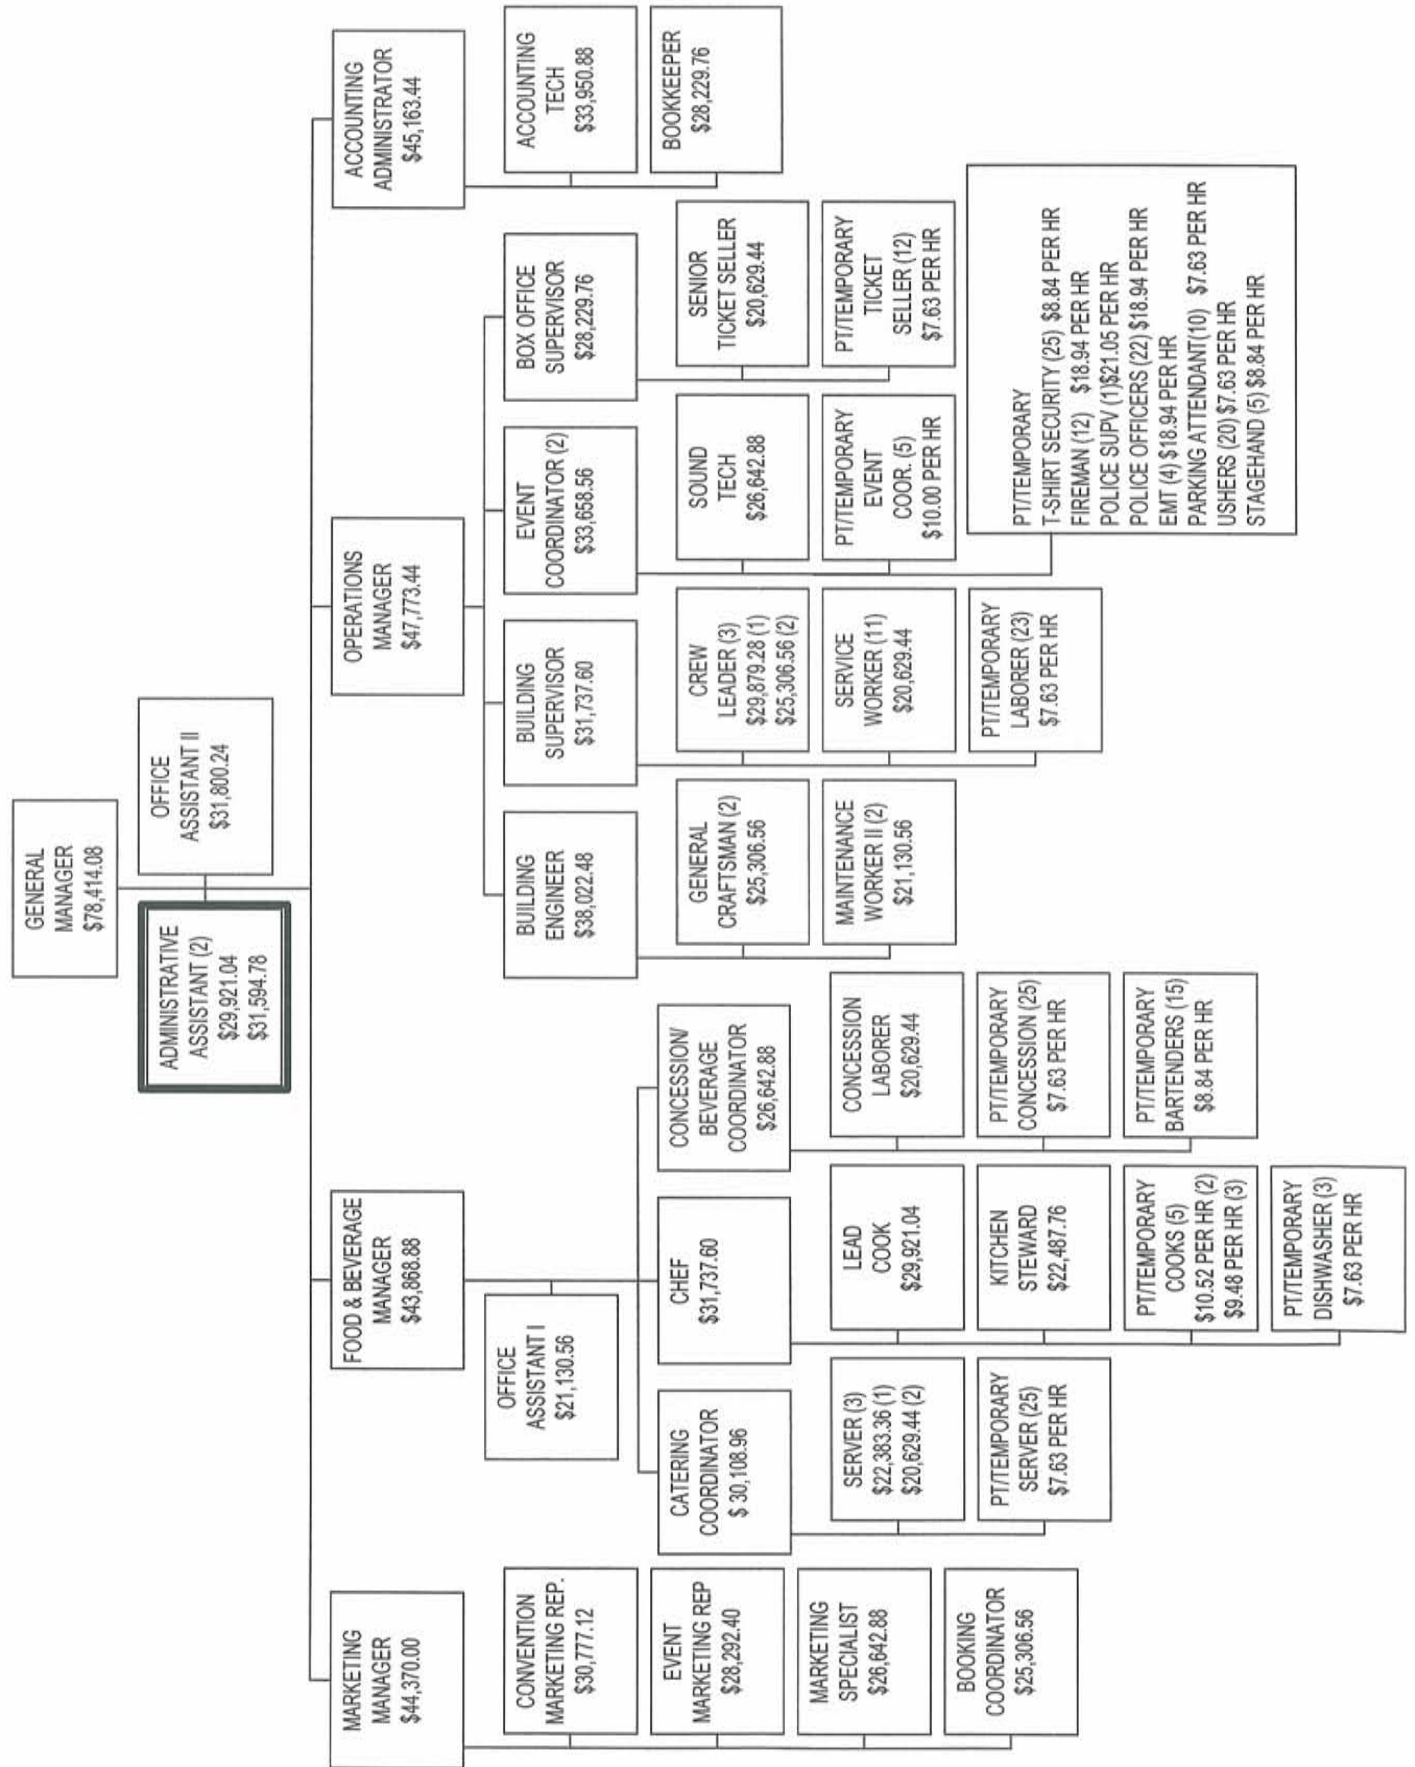 GENERAL
MANAGER
$78,414.08
ADMINISTRATIVE
ASSISTANT (2)
$29,921.04
$31,594.78
OFFICE
ASSISTANT II
$31,800.24
MARKETING
MANAGER
$44,370.00
FOOD & BEVERAGE
MANAGER
$43,868.88
OPERATIONS
MANAGER
$47,773.44
ACCOUNTING
ADMINISTRATOR
$45,163.44
CONVENTION
MARKETING REP.
$30,777.12
EVENT
MARKETING REP
$28,292.40
MARKETING
SPECIALIST
$26,642.88
BOOKING
COORDINATOR
$25,306.56
OFFICE
ASSISTANT I
$21,130.56
CATERING
COORDINATOR
$ 30,108.96
SERVER (3)
$22,383.36 (1)
$20,629.44 (2)
PT/TEMPORARY
SERVER (25)
$7.63 PER HR
CHEF
$31,737.60
LEAD
COOK
$29,921.04
KITCHEN
STEWARD
$22,487.76
PT/TEMPORARY
COOKS (5)
$10.52 PER HR (2)
$9.48 PER HR (3)
PT/TEMPORARY
DISHWASHER (3)
$7.63 PER HR
CONCESSION/
BEVERAGE
COORDINATOR
$26,642.88
CONCESSION
LABORER
$20,629.44
PT/TEMPORARY
CONCESSION (25)
$7.63 PER HR
PT/TEMPORARY
BARTENDERS (15)
$8.84 PER HR
BUILDING
ENGINEER
$38,022.48
GENERAL
CRAFTSMAN (2)
$25,306.56
MAINTENANCE
WORKER II (2)
$21,130.56
BUILDING
SUPERVISOR
$31,737.60
CREW
LEADER (3)
$29,879.28 (1)
$25,306.56 (2)
SERVICE
WORKER (11)
$20,629.44
PT/TEMPORARY
LABORER (23)
$7.63 PER HR
EVENT
COORDINATOR (2)
$33,658.56
SOUND
TECH
$26,642.88
PT/TEMPORARY
EVENT
COOR. (5)
$10.00 PER HR
PT/TEMPORARY
T-SHIRT SECURITY (25) $8.84 PER HR
FIREMAN (12) $18.94 PER HR
POLICE SUPV (1)$21.05 PER HR
POLICE OFFICERS (22) $18.94 PER HR
EMT (4) $18.94 PER HR
PARKING ATTENDANT(10) $7.63 PER HR
USHERS (20) $7.63 PER HR
STAGEHAND (5) $8.84 PER HR
BOX OFFICE
SUPERVISOR
$28,229.76
SENIOR
TICKET SELLER
$20,629.44
PT/TEMPORARY
TICKET
SELLER (12)
$7.63 PER HR
ACCOUNTING
TECH
$33,950.88
BOOKKEEPER
$28,229.76